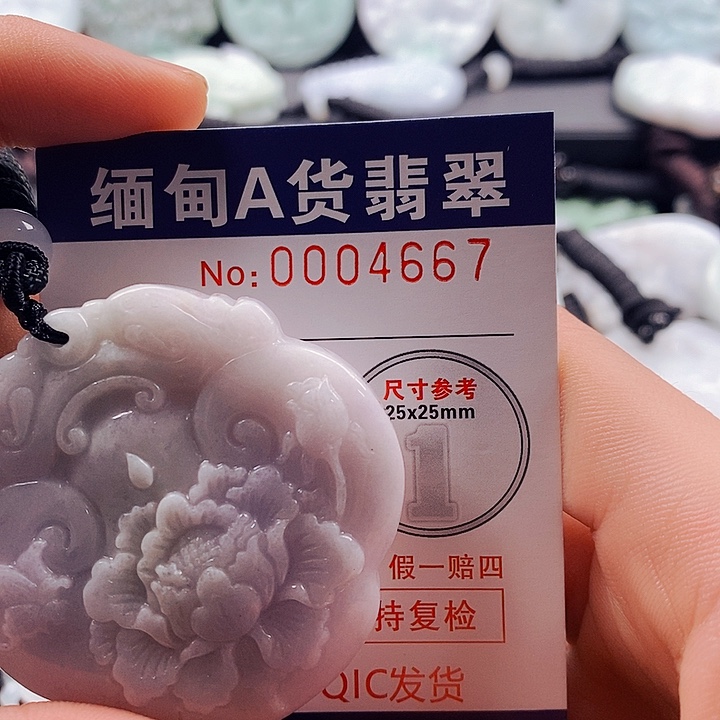 缅甸A货翡翠
No:0004667
尺寸参考
25x25mm
1
假一赔四
持复检
QIC发货